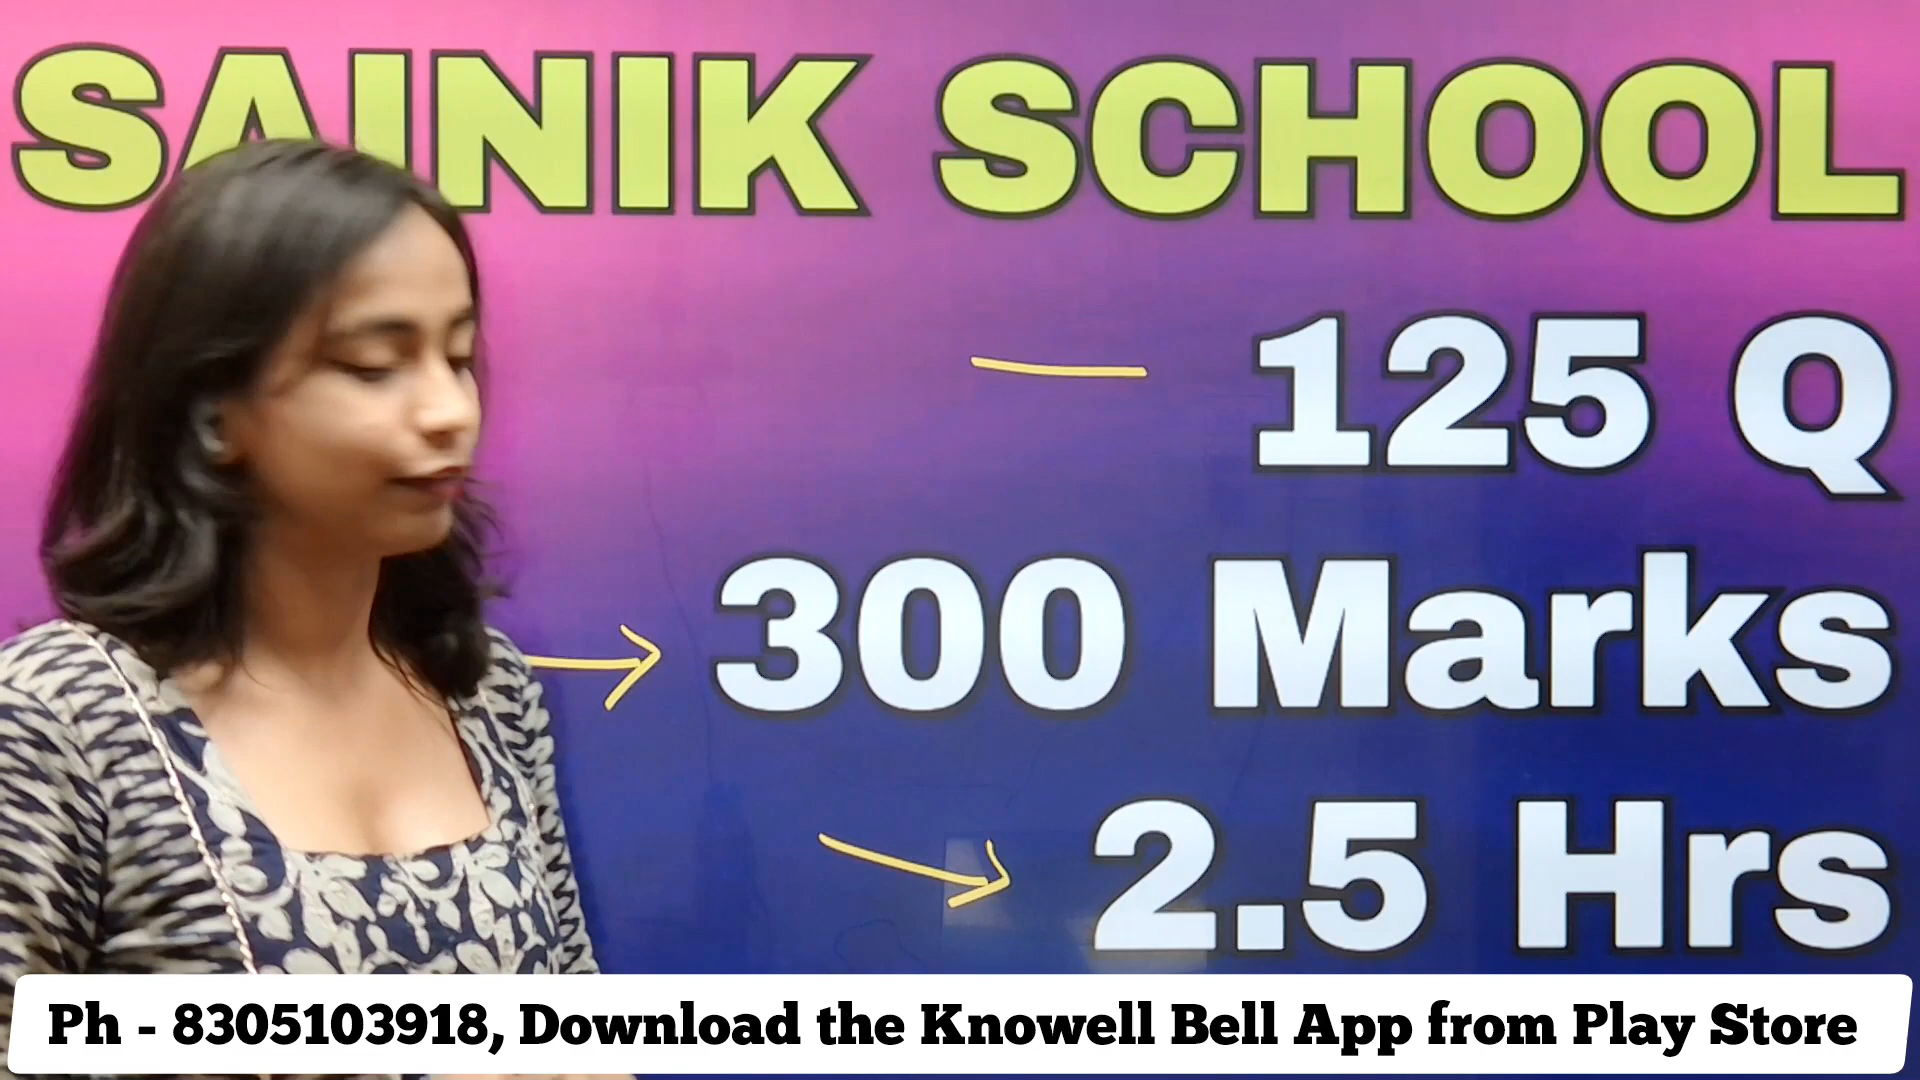 SAINIK SCHOOL
125 Q
300 Marks
2.5 Hrs
Ph - 8305103918, Download the Knowell Bell App from Play Store